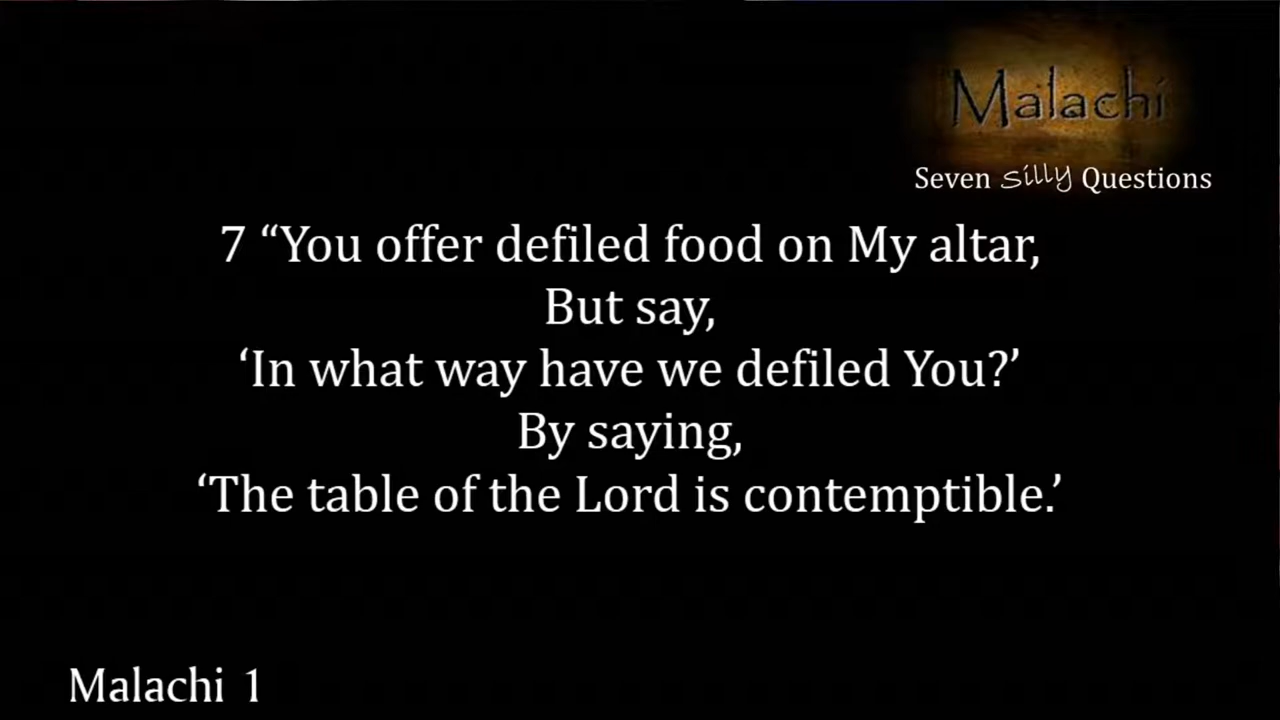 Malachi
Seven Silly Questions
7 “You offer defiled food on My altar,
But say,
‘In what way have we defiled You?’
By saying,
‘The table of the Lord is contemptible.’
Malachi 1